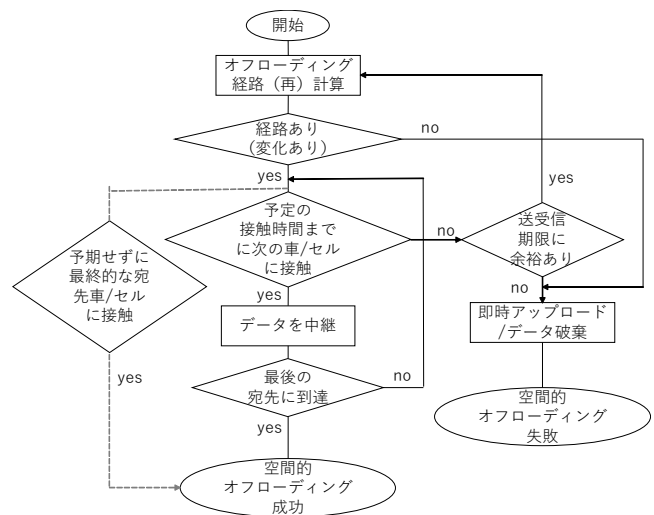 開始
オフローディング
経路（再）計算
経路あり
(変化あり)
no
yes
yes
予定の
接触時間まで
に次の車/セル
に接触
no
送受信
期限に
余裕あり
予期せずに
最終的な宛
先車/セル
に接触
yes
no
データを中継
即時アップロード
/データ破棄
yes
最後の
宛先に到達
no
空間的
オフローディング
失敗
yes
空間的
オフローディング
成功